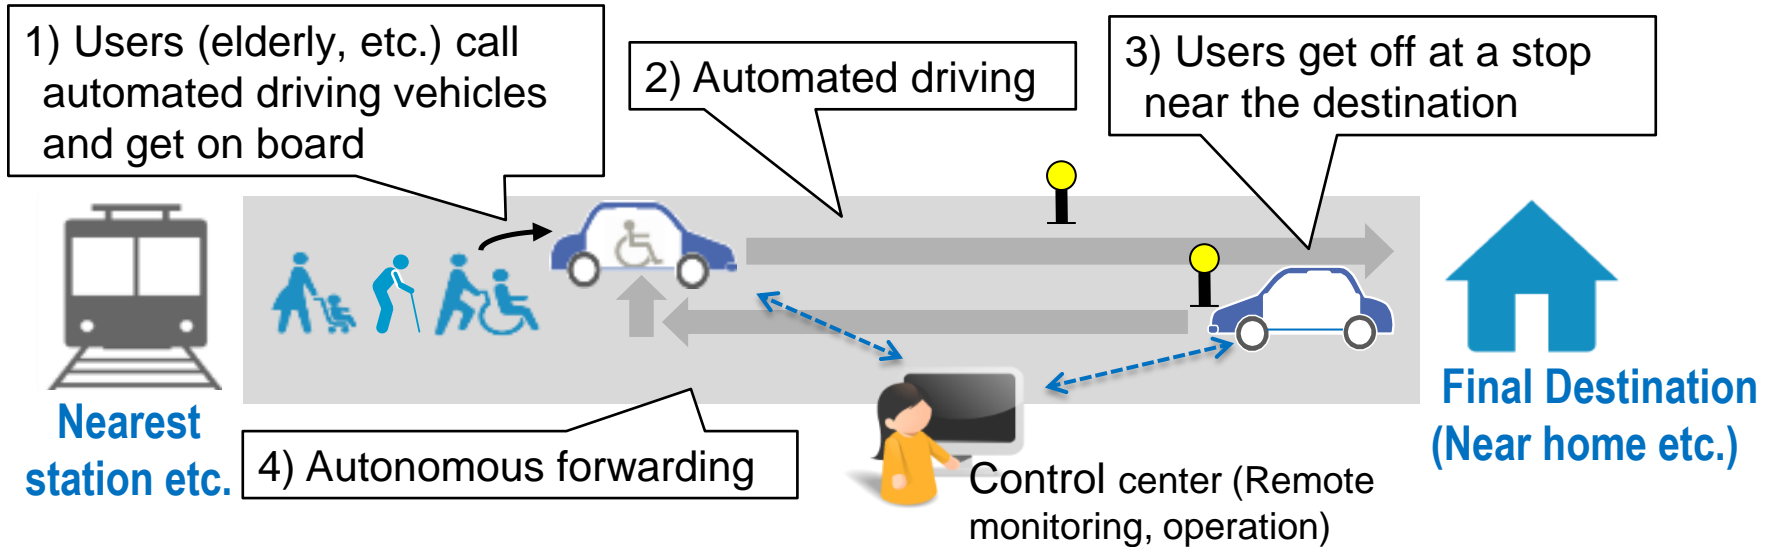 1) Users (elderly, etc.) call
automated driving vehicles
and get on board
2) Automated driving
3) Users get off at a stop
near the destination
Nearest
station etc.
4) Autonomous forwarding
Control center (Remote
monitoring, operation)
Final Destination
(Near home etc.)